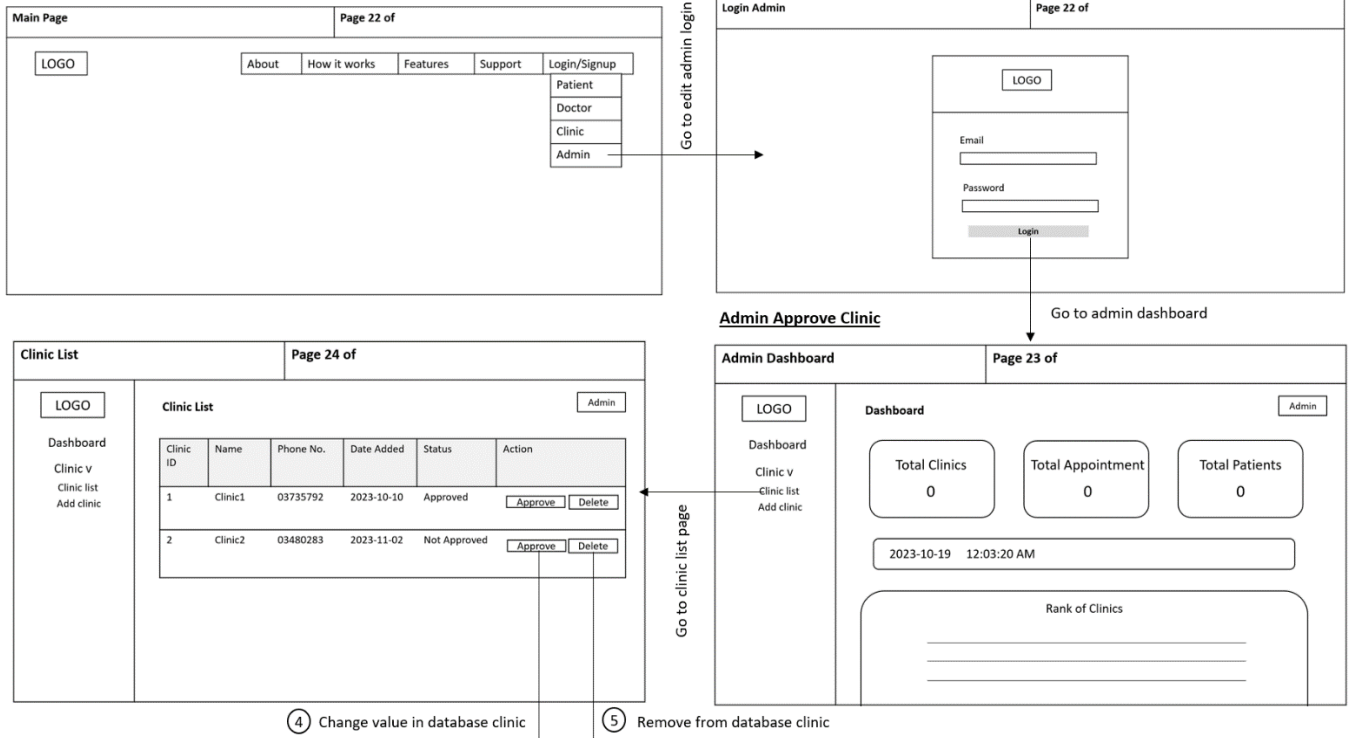 Main Page
Page 22 of
LOGO
About
How it works
Features
Support
Login/Signup
Patient
Doctor
Clinic
Admin
Go to edit admin login
Login Admin
Page 22 of
LOGO
Email
Password
Login
Go to admin dashboard
Admin Approve Clinic
Admin Dashboard
Page 23 of
LOGO
Dashboard
Clinic v
Clinic list
Add clinic
Dashboard
Admin
Total Clinics
0
Total Appointment
0
Total Patients
0
2023-10-19 12:03:20 AM
Rank of Clinics
Go to clinic list page
Clinic List
Page 24 of
LOGO
Dashboard
Clinic v
Clinic list
Add clinic
Clinic List
Admin
Clinic ID Name Phone No. Date Added Status Action
1 Clinic1 03735792 2023-10-10 Approved Approve Delete
2 Clinic2 03480283 2023-11-02 Not Approved Approve Delete
4 Change value in database clinic
5 Remove from database clinic